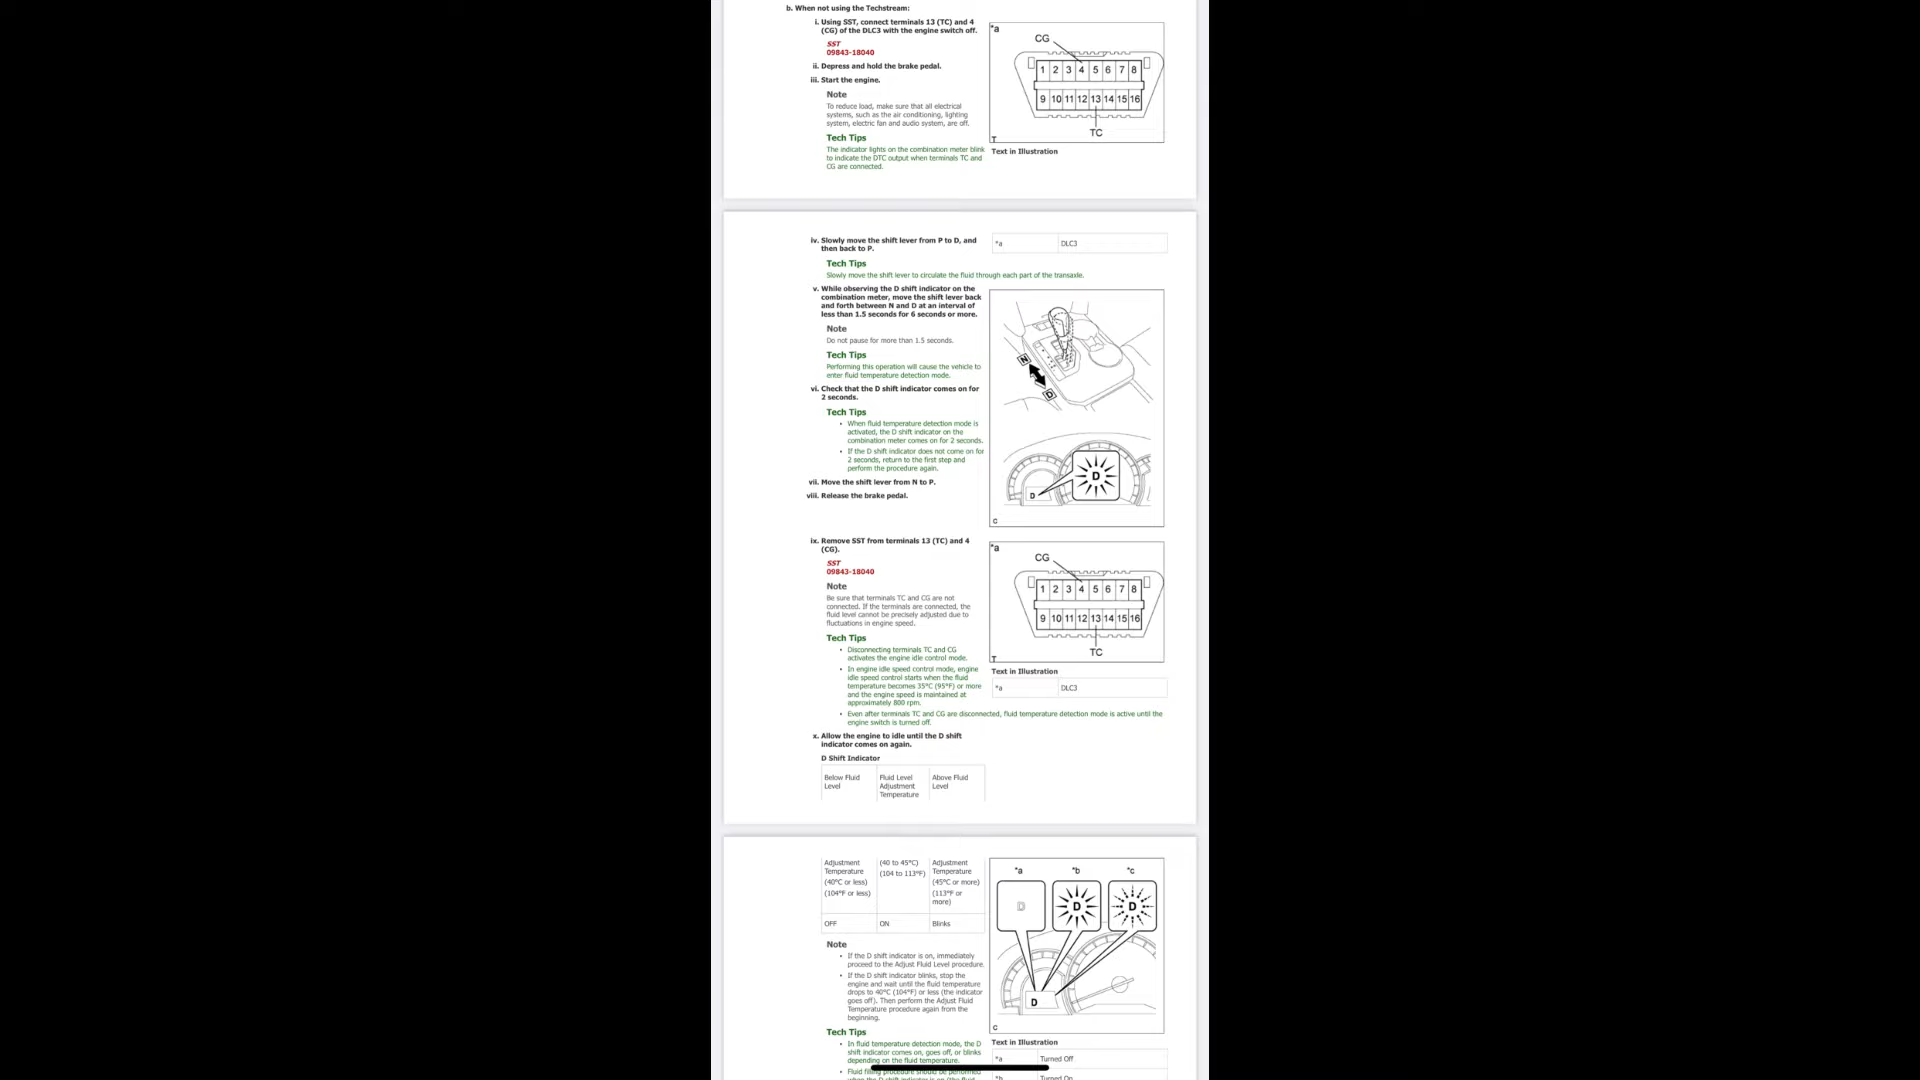 b. When not using the Techstream:
i. Using SST, connect terminals 13 (TC) and 4
(CG) of the DLC3 with the engine switch off.
SST
09843-18040
ii. Depress and hold the brake pedal.
iii. Start the engine.
Note
To reduce load, make sure that all electrical
systems, such as the air conditioning, lighting
system, electric fan and audio system, are off.
Tech Tips
The indicator lights on the combination meter blink
to indicate the DTC output when terminals TC and
CG are connected.
*a
CG
1 2 3 4 5 6 7 8
9 10 11 12 13 14 15 16
TC
T
Text in Illustration
*a DLC3
iv. Slowly move the shift lever from P to D, and
then back to P.
Tech Tips
Slowly move the shift lever to circulate the fluid through each part of the transaxle.
v. While observing the D shift indicator on the
combination meter, move the shift lever back
and forth between N and D at an interval of
less than 1.5 seconds for 6 seconds or more.
Note
Do not pause for more than 1.5 seconds.
Tech Tips
Performing this operation will cause the vehicle to
enter fluid temperature detection mode.
vi. Check that the D shift indicator comes on for
2 seconds.
Tech Tips
• When fluid temperature detection mode is
activated, the D shift indicator on the
combination meter comes on for 2 seconds.
• If the D shift indicator does not come on for
2 seconds, return to the first step and
perform the procedure again.
vii. Move the shift lever from N to P.
viii. Release the brake pedal.
N
D
D
D
C
ix. Remove SST from terminals 13 (TC) and 4
(CG).
SST
09843-18040
Note
Be sure that terminals TC and CG are not
connected. If the terminals are connected, the
fluid level cannot be precisely adjusted due to
fluctuations in engine speed.
Tech Tips
• Disconnecting terminals TC and CG
activates the engine idle control mode.
• In engine idle speed control mode, engine
idle speed control starts when the fluid
temperature becomes 35°C (95°F) or more
and the engine speed is maintained at
approximately 800 rpm.
• Even after terminals TC and CG are disconnected, fluid temperature detection mode is active until the
engine switch is turned off.
*a
CG
1 2 3 4 5 6 7 8
9 10 11 12 13 14 15 16
TC
T
Text in Illustration
*a DLC3
x. Allow the engine to idle until the D shift
indicator comes on again.
D Shift Indicator
Below Fluid Fluid Level Above Fluid
Level Adjustment Level
Temperature
Adjustment (40 to 45°C) Adjustment
Temperature (104 to 113°F) Temperature
(40°C or less) (45°C or more)
(104°F or less) (113°F or
more)
OFF ON Blinks
Note
• If the D shift indicator is on, immediately
proceed to the Adjust Fluid Level procedure.
• If the D shift indicator blinks, stop the
engine and wait until the fluid temperature
drops to 40°C (104°F) or less (the indicator
goes off). Then perform the Adjust Fluid
Temperature procedure again from the
beginning.
Tech Tips
• In fluid temperature detection mode, the D
shift indicator comes on, goes off, or blinks
depending on the fluid temperature.
• Fluid filling procedure should be performed
when the D shift indicator is on (the fluid
*a *b *c
D D D
D
C
Text in Illustration
*a Turned Off
*b Turned On